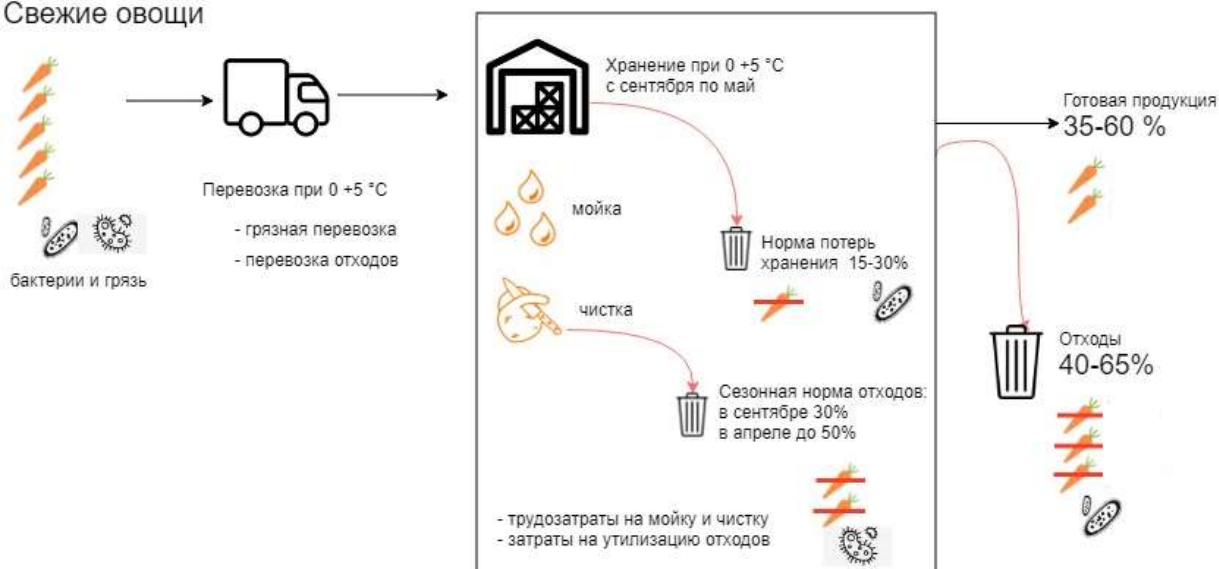 Свежие овощи
бактерии и грязь
Перевозка при 0 +5 °C
- грязная перевозка
- перевозка отходов
Хранение при 0 +5 °C
с сентября по май
мойка
Норма потерь
хранения 15-30%
чистка
Сезонная норма отходов:
в сентябре 30%
в апреле до 50%
- трудозатраты на мойку и чистку
- затраты на утилизацию отходов
Готовая продукция
35-60 %
Отходы
40-65%